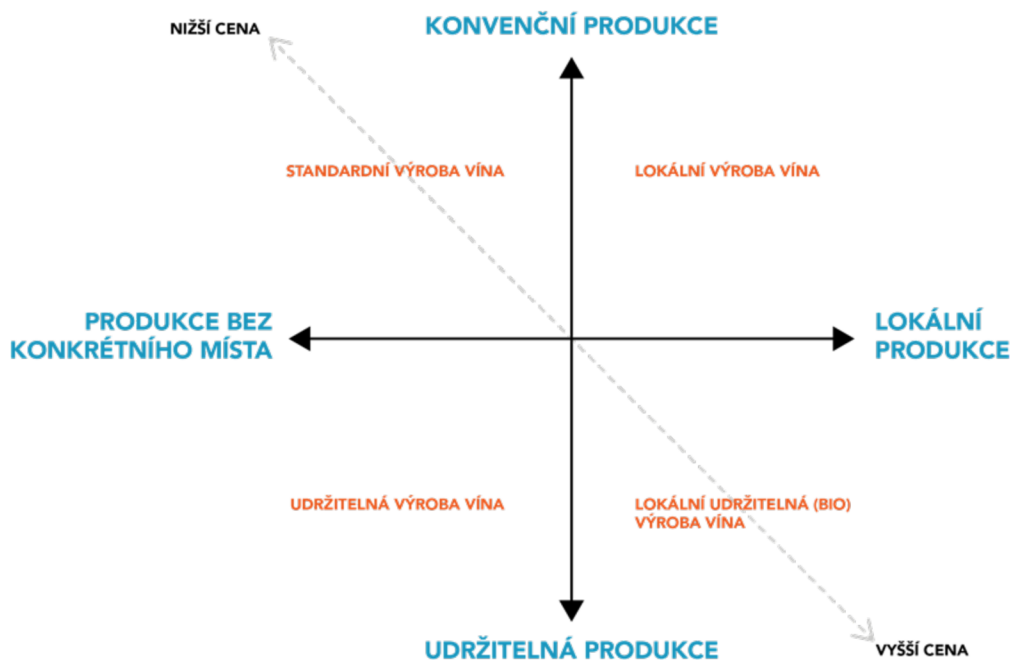 NIŽŠÍ CENA
KONVENČNÍ PRODUKCE
STANDARDNÍ VÝROBA VÍNA
LOKÁLNÍ VÝROBA VÍNA
PRODUKCE BEZ
KONKRÉTNÍHO MÍSTA
LOKÁLNÍ
PRODUKCE
UDRŽITELNÁ VÝROBA VÍNA
LOKÁLNÍ UDRŽITELNÁ (BIO)
VÝROBA VÍNA
UDRŽITELNÁ PRODUKCE
VYŠŠÍ CENA